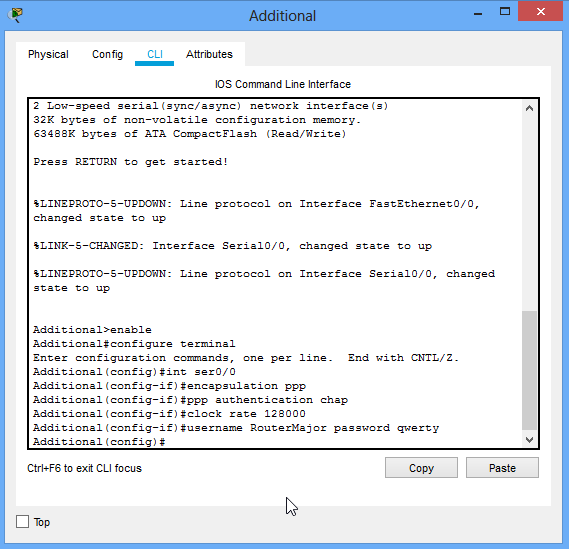 Additional
Physical Config CLI Attributes
IOS Command Line Interface
2 Low-speed serial(sync/async) network interface(s)
32K bytes of non-volatile configuration memory.
63488K bytes of ATA CompactFlash (Read/Write)
Press RETURN to get started!
%LINEPROTO-5-UPDOWN: Line protocol on Interface FastEthernet0/0,
changed state to up
%LINK-5-CHANGED: Interface Serial0/0, changed state to up
%LINEPROTO-5-UPDOWN: Line protocol on Interface Serial0/0, changed
state to up
Additional>enable
Additional#configure terminal
Enter configuration commands, one per line.  End with CNTL/Z.
Additional(config)#int ser0/0
Additional(config-if)#encapsulation ppp
Additional(config-if)#ppp authentication chap
Additional(config-if)#clock rate 128000
Additional(config-if)#username RouterMajor password qwerty
Additional(config)#
Ctrl+F6 to exit CLI focus Copy Paste
Top